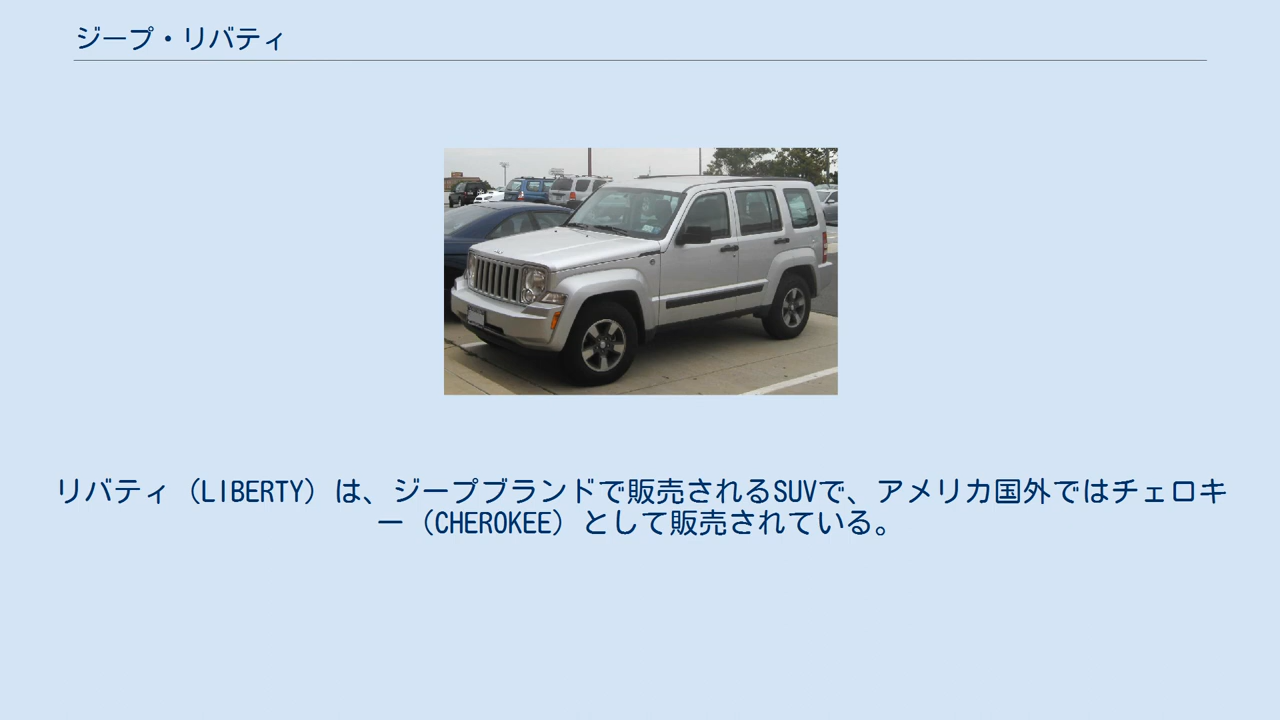 ジープ・リバティ
リバティ（LIBERTY）は、ジープブランドで販売されるSUVで、アメリカ国外ではチェロキ
ー（CHEROKEE）として販売されている。